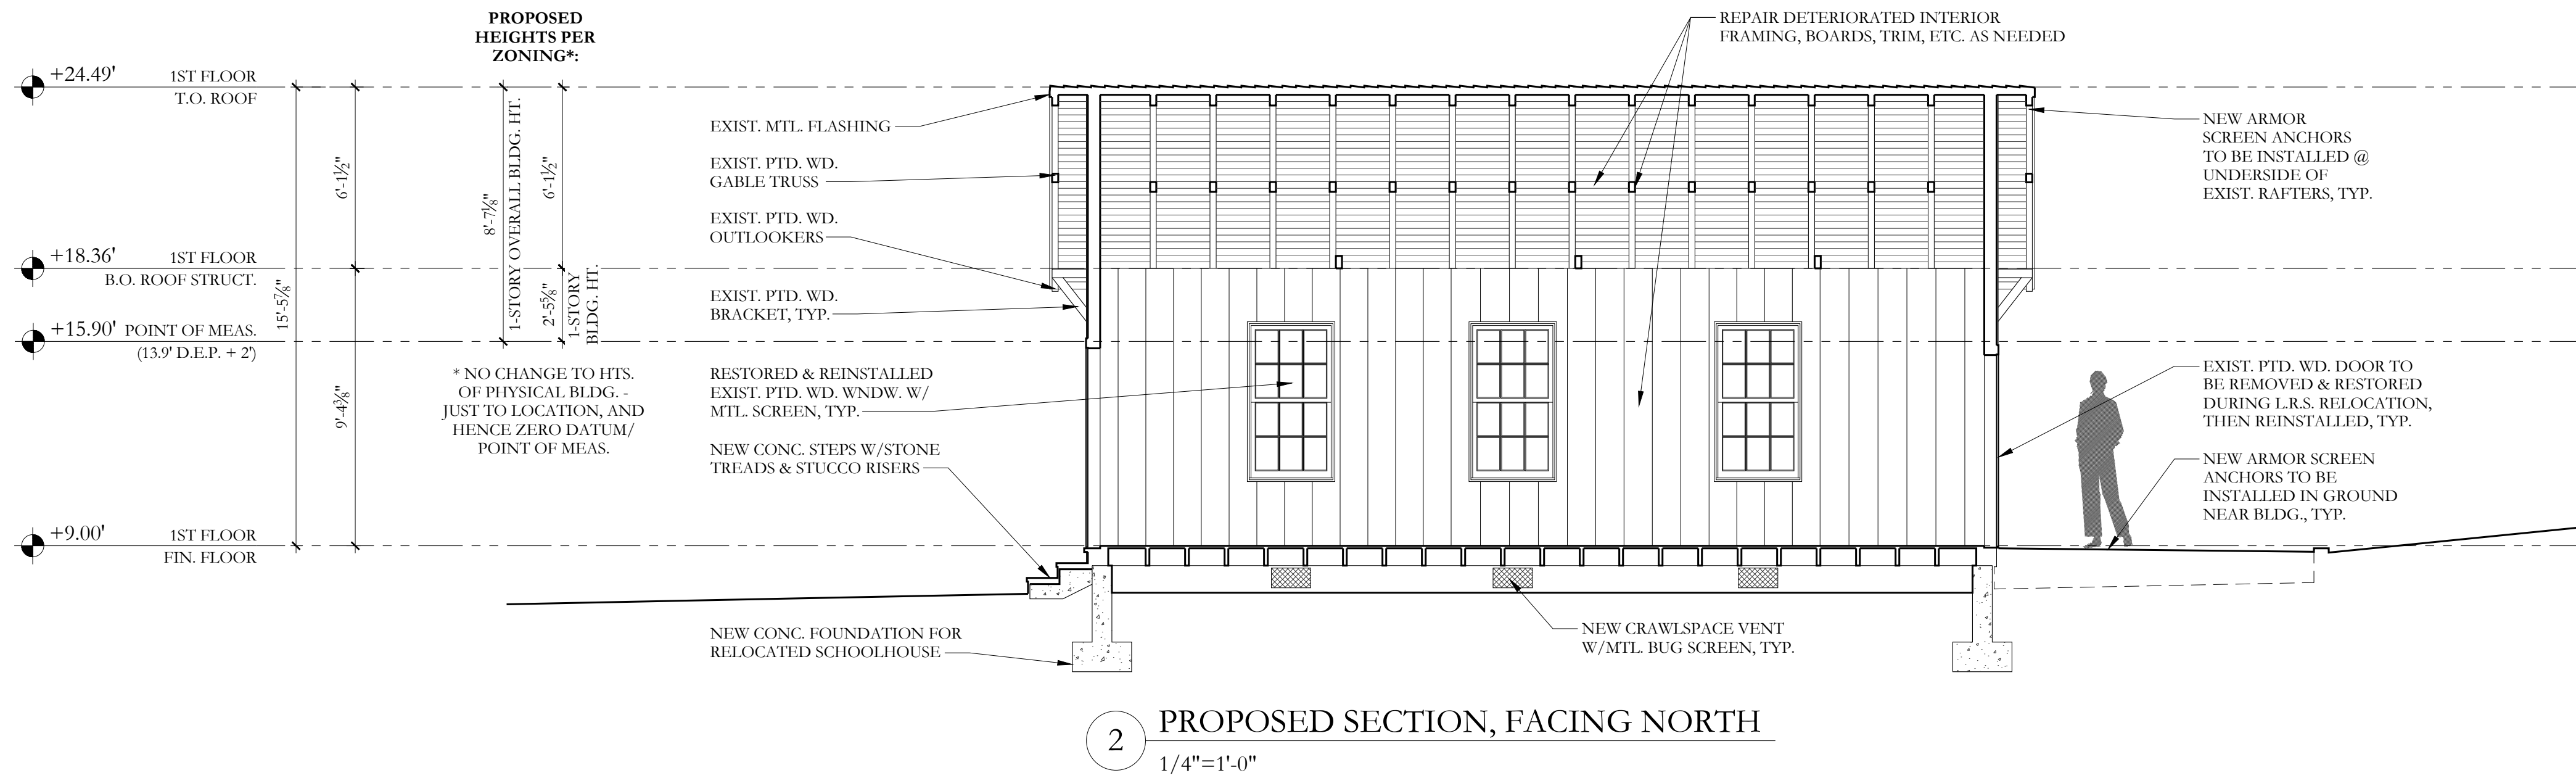 PROPOSED
HEIGHTS PER
ZONING*:
+24.49' 1ST FLOOR
T.O. ROOF
+18.36' 1ST FLOOR
B.O. ROOF STRUCT.
+15.90' POINT OF MEAS.
(13.9' D.E.P. + 2')
+9.00' 1ST FLOOR
FIN. FLOOR
15'-5⅞"
6'-1½"
9'-4⅜"
8'-7⅛"
1-STORY OVERALL BLDG. HT.
6'-1½"
2'-5⅝"
1-STORY
BLDG. HT.
* NO CHANGE TO HTS.
OF PHYSICAL BLDG. -
JUST TO LOCATION, AND
HENCE ZERO DATUM/
POINT OF MEAS.
EXIST. MTL. FLASHING
EXIST. PTD. WD.
GABLE TRUSS
EXIST. PTD. WD.
OUTLOOKERS
EXIST. PTD. WD.
BRACKET, TYP.
RESTORED & REINSTALLED
EXIST. PTD. WD. WNDW. W/
MTL. SCREEN, TYP.
NEW CONC. STEPS W/STONE
TREADS & STUCCO RISERS
NEW CONC. FOUNDATION FOR
RELOCATED SCHOOLHOUSE
REPAIR DETERIORATED INTERIOR
FRAMING, BOARDS, TRIM, ETC. AS NEEDED
NEW ARMOR
SCREEN ANCHORS
TO BE INSTALLED @
UNDERSIDE OF
EXIST. RAFTERS, TYP.
EXIST. PTD. WD. DOOR TO
BE REMOVED & RESTORED
DURING L.R.S. RELOCATION,
THEN REINSTALLED, TYP.
NEW ARMOR SCREEN
ANCHORS TO BE
INSTALLED IN GROUND
NEAR BLDG., TYP.
NEW CRAWLSPACE VENT
W/MTL. BUG SCREEN, TYP.
2 PROPOSED SECTION, FACING NORTH
1/4"=1'-0"